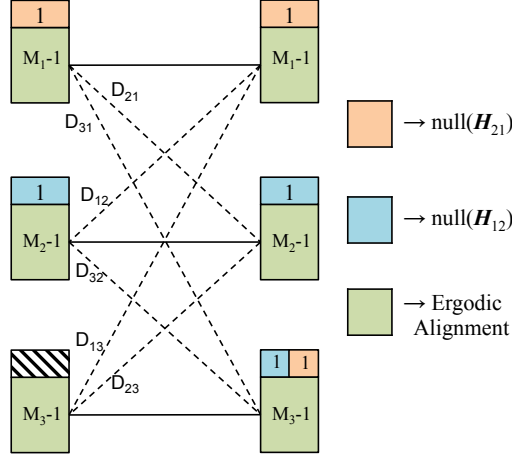 1
1
M1-1
M1-1
D21
D31
→ null(H21)
1
1
D12
M2-1
M2-1
→ null(H12)
D32
→ Ergodic
Alignment
D13
1 1
D23
M3-1
M3-1